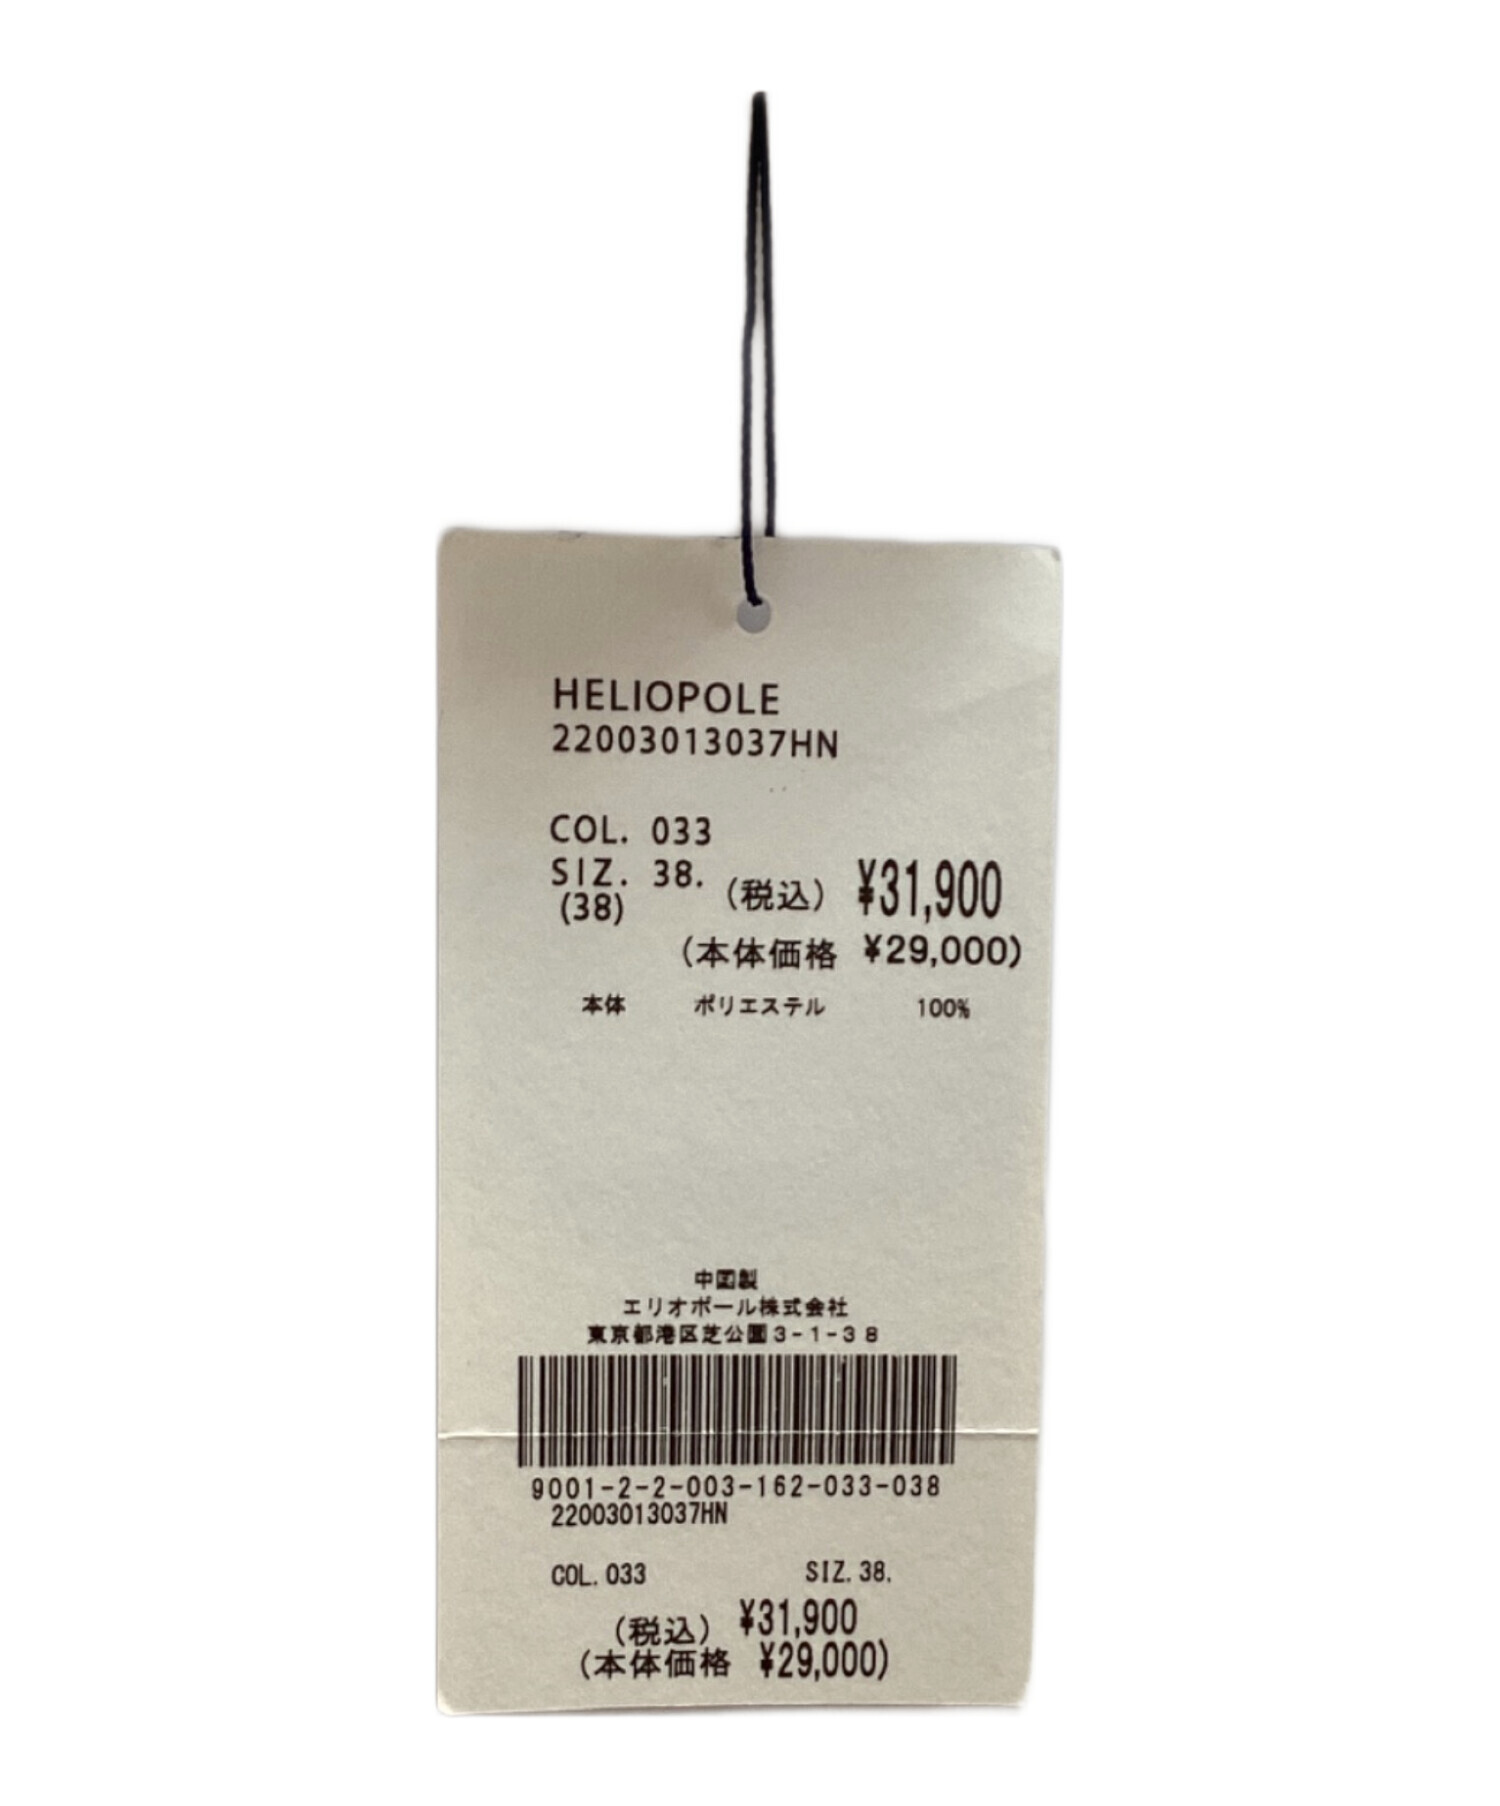 HELIOPOLE
22003013037HN
COL. 033
SIZ. 38.
(38)
(税込) ¥31,900
(本体価格 ¥29,000)
本体 ポリエステル 100%
中国製
エリオポール株式会社
東京都港区芝公園3-1-38
9001-2-2-003-162-033-038
22003013037HN
COL. 033 SIZ. 38.
(税込) ¥31,900
(本体価格 ¥29,000)